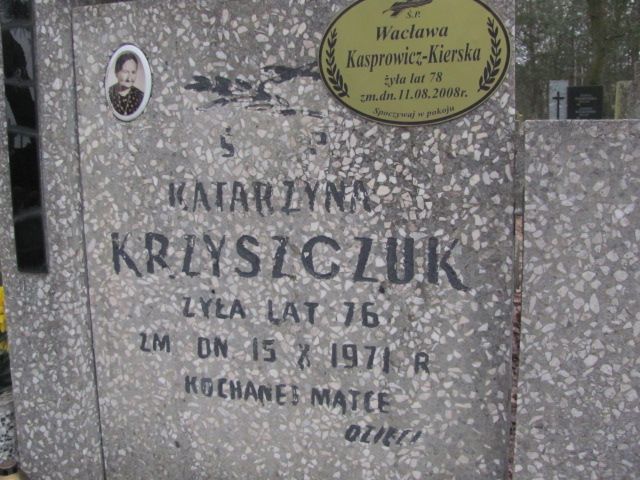 Ś.P.
Wacława
Kasprowicz-Kierska
żyła lat 78
zm.dn.11.08.2008r.
Spoczywaj w pokoju
Ś P
KATARZYNA
KRZYSZCZUK
ŻYŁA LAT 76
ZM DN 15 X 1971 R
KOCHANEJ MATCE
DZIECI